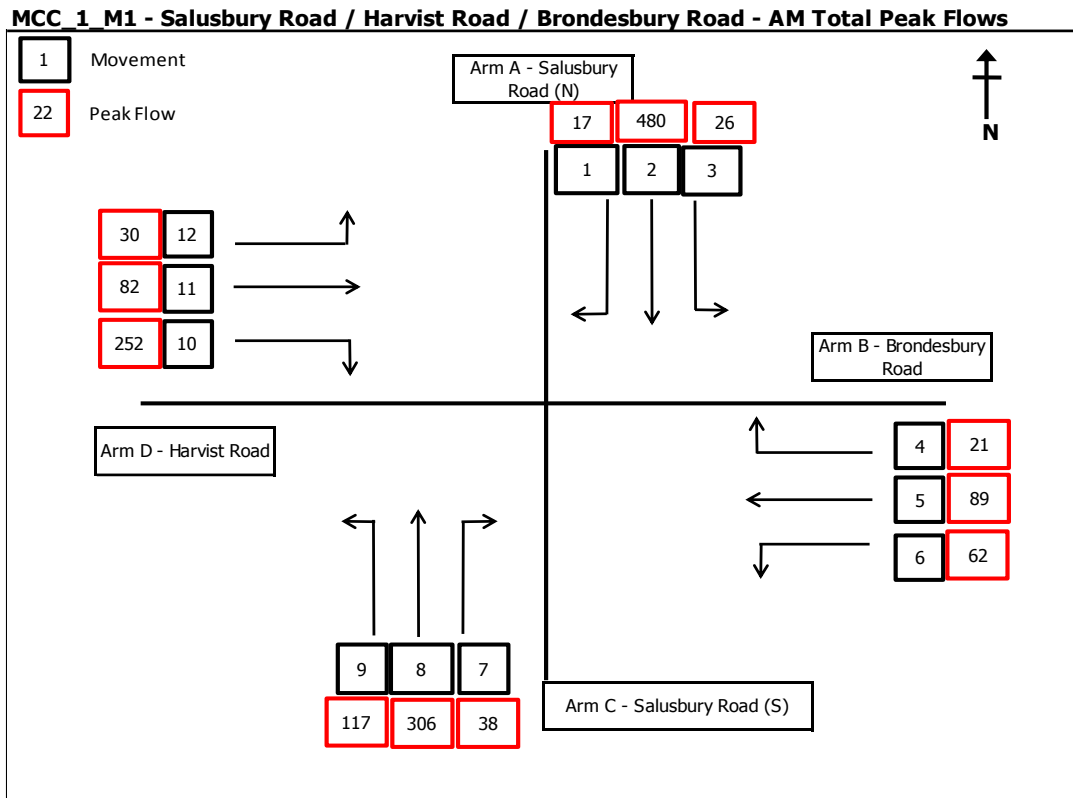 MCC_1_M1 - Salusbury Road / Harvist Road / Brondesbury Road - AM Total Peak Flows
1 Movement
22 Peak Flow
Arm A - Salusbury
Road (N)
N
17 480 26
1 2 3
30 12
82 11
252 10
Arm B - Brondesbury
Road
Arm D - Harvist Road
4 21
5 89
6 62
9 8 7
117 306 38
Arm C - Salusbury Road (S)